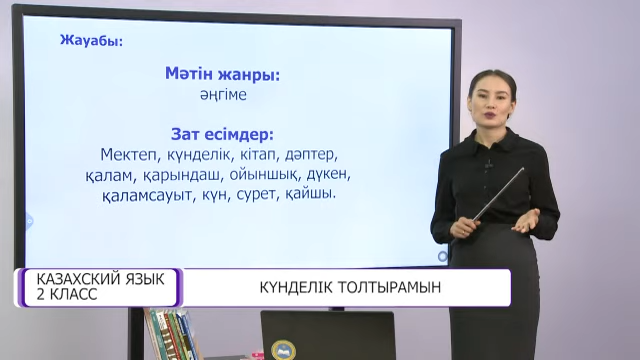 Жауабы:
Мәтін жанры:
әңгіме
Зат есімдер:
Мектеп, күнделік, кітап, дәптер,
қалам, қарындаш, ойыншық, дүкен,
қаламсауыт, күн, сурет, қайшы.
КАЗАХСКИЙ ЯЗЫК
2 КЛАСС
КҮНДЕЛІК ТОЛТЫРАМЫН